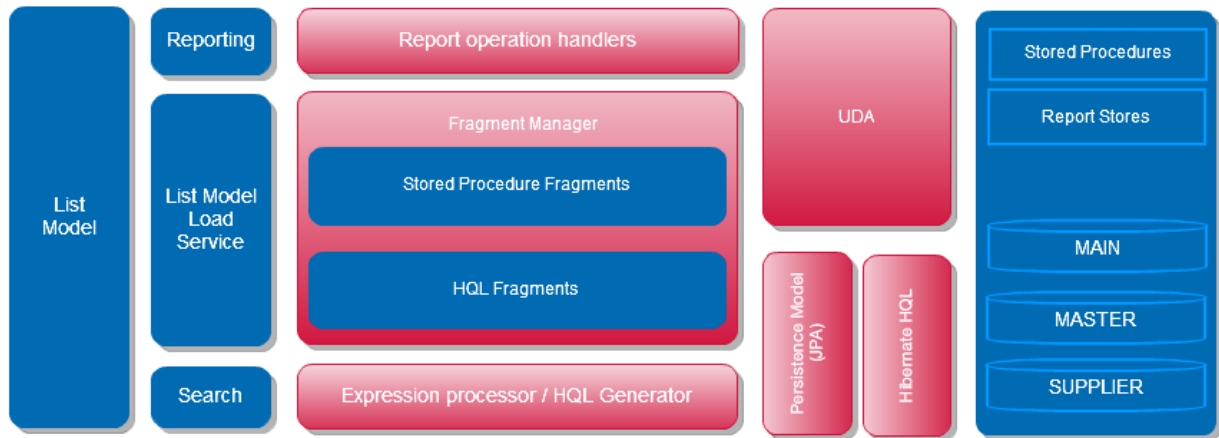 List
Model
Reporting
List Model
Load
Service
Search
Report operation handlers
Fragment Manager
Stored Procedure Fragments
HQL Fragments
Expression processor / HQL Generator
UDA
Persistence Model
(JPA)
Hibernate HQL
Stored Procedures
Report Stores
MAIN
MASTER
SUPPLIER